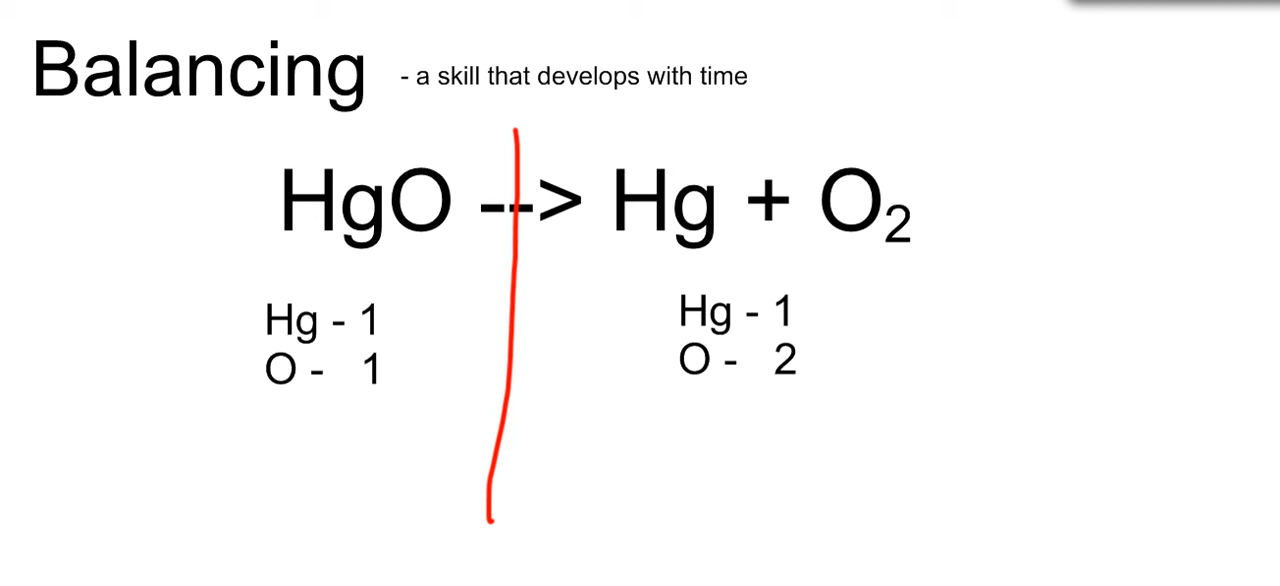 Balancing - a skill that develops with time
HgO --> Hg + O₂
Hg - 1 Hg - 1
O - 1 O - 2